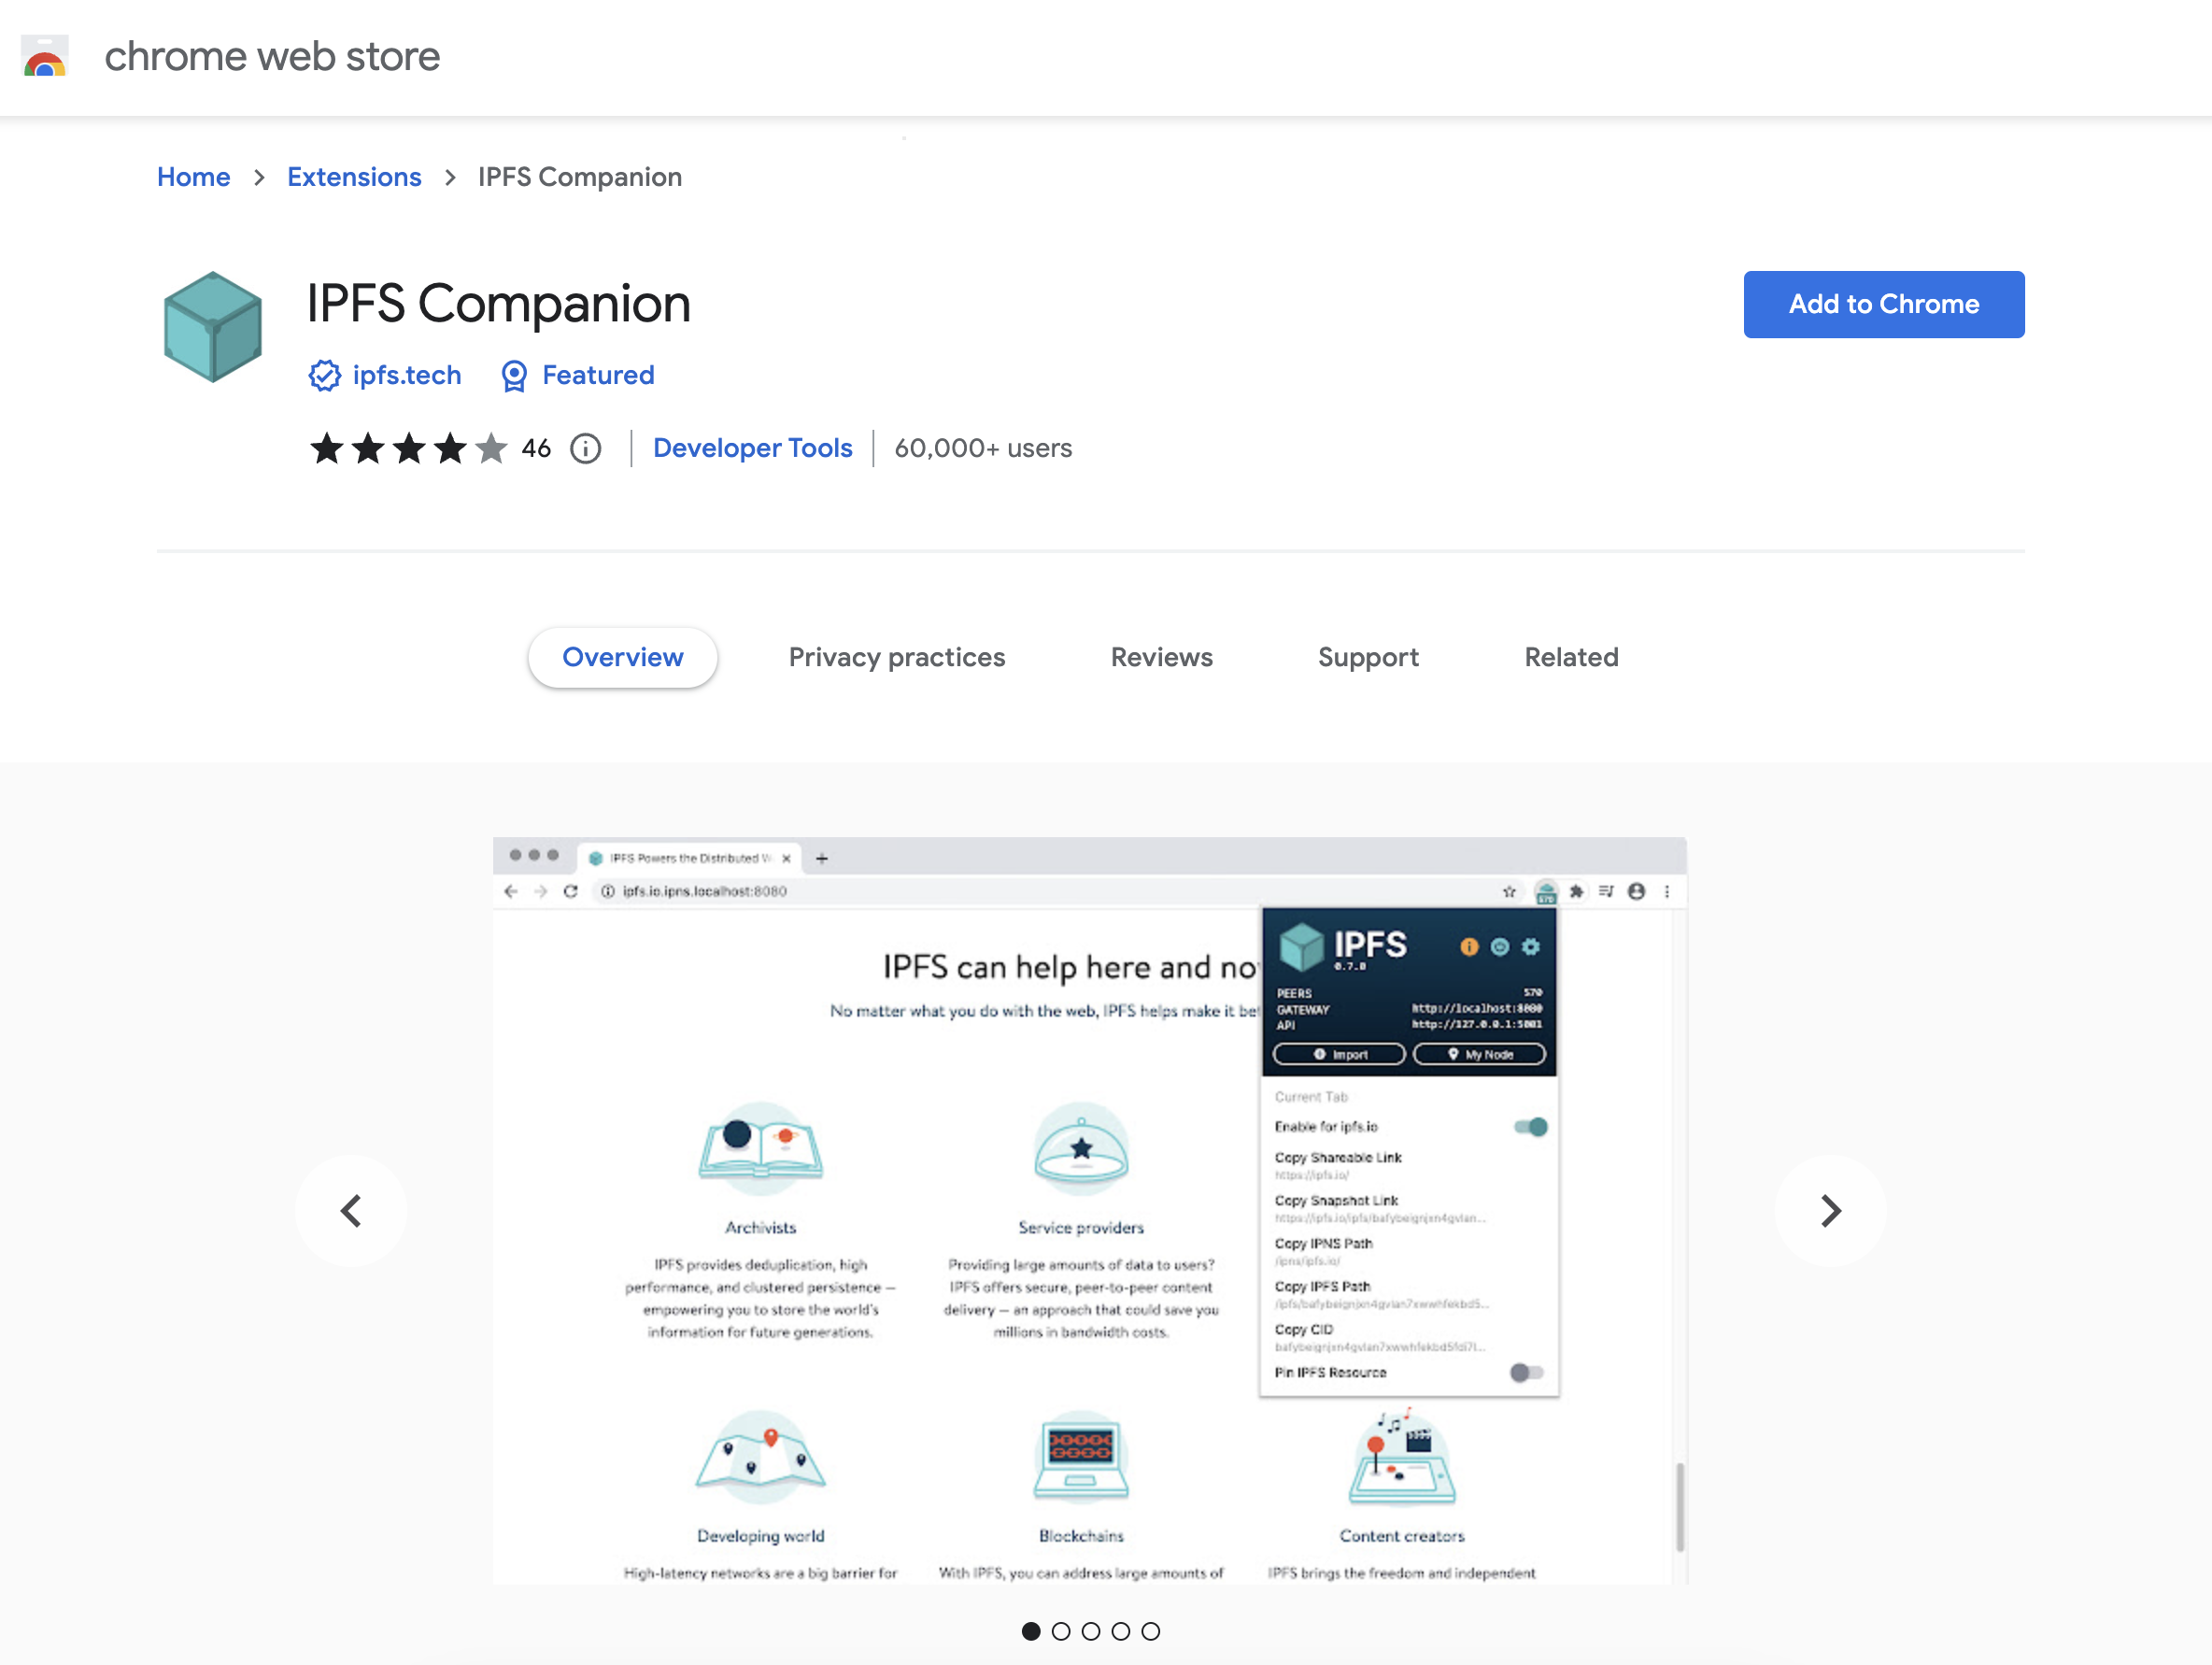 chrome web store
Home > Extensions > IPFS Companion
IPFS Companion
Add to Chrome
ipfs.tech Featured
46 Developer Tools 60,000+ users
Overview Privacy practices Reviews Support Related
IPFS Powers the Distributed W
ipfs.io.ipns.localhost:8080
570
IPFS
0.7.0
PEERS 570
GATEWAY http://localhost:8080
API http://127.0.0.1:5001
Import My Node
Current Tab
Enable for ipfs.io
Copy Shareable Link
https://ipfs.io/
Copy Snapshot Link
https://ipfs.io/ipfs/bafybeignjxn4gvlan...
Copy IPNS Path
/ipns/ipfs.io/
Copy IPFS Path
/ipfs/bafybeignjxn4gvlan7xwwhfekbd5...
Copy CID
Pin IPFS Resource
IPFS can help here and no
No matter what you do with the web, IPFS helps make it be
Archivists
IPFS provides deduplication, high
performance, and clustered persistence —
empowering you to store the world's
information for future generations.
Service providers
Providing large amounts of data to users?
IPFS offers secure, peer-to-peer content
delivery — an approach that could save you
millions in bandwidth costs.
Developing world
High-latency networks are a big barrier for
Blockchains
With IPFS, you can address large amounts of
Content creators
IPFS brings the freedom and independent